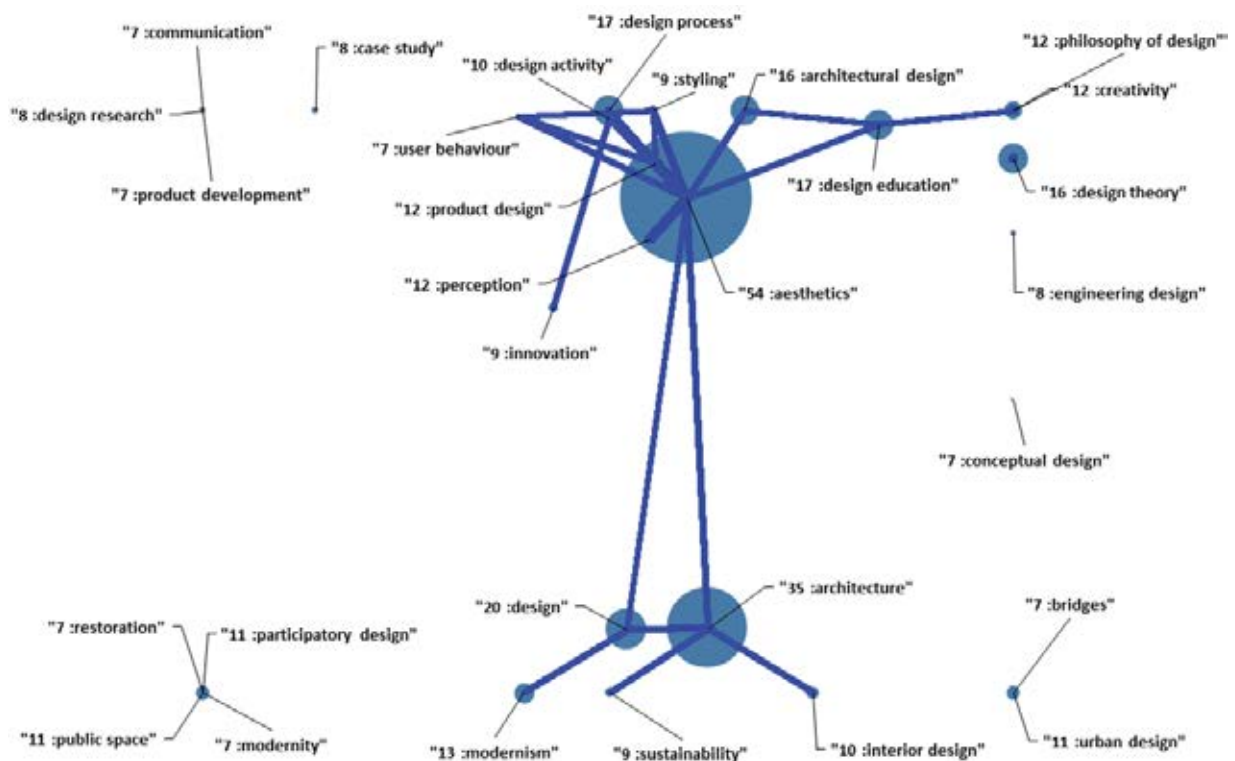 "7 :communication"
"8 :case study"
"17 :design process"
"10 :design activity"
"9 :styling"
"16 :architectural design"
"12 :philosophy of design""
"12 :creativity"
"8 :design research"
"7 :user behaviour"
"7 :product development"
"17 :design education"
"16 :design theory"
"12 :product design"
"12 :perception"
"54 :aesthetics"
"8 :engineering design"
"9 :innovation"
"7 :conceptual design"
"35 :architecture"
"20 :design"
"7 :bridges"
"7 :restoration"
"11 :participatory design"
"11 :public space"
"7 :modernity"
"13 :modernism"
"9 :sustainability"
"10 :interior design"
"11 :urban design"